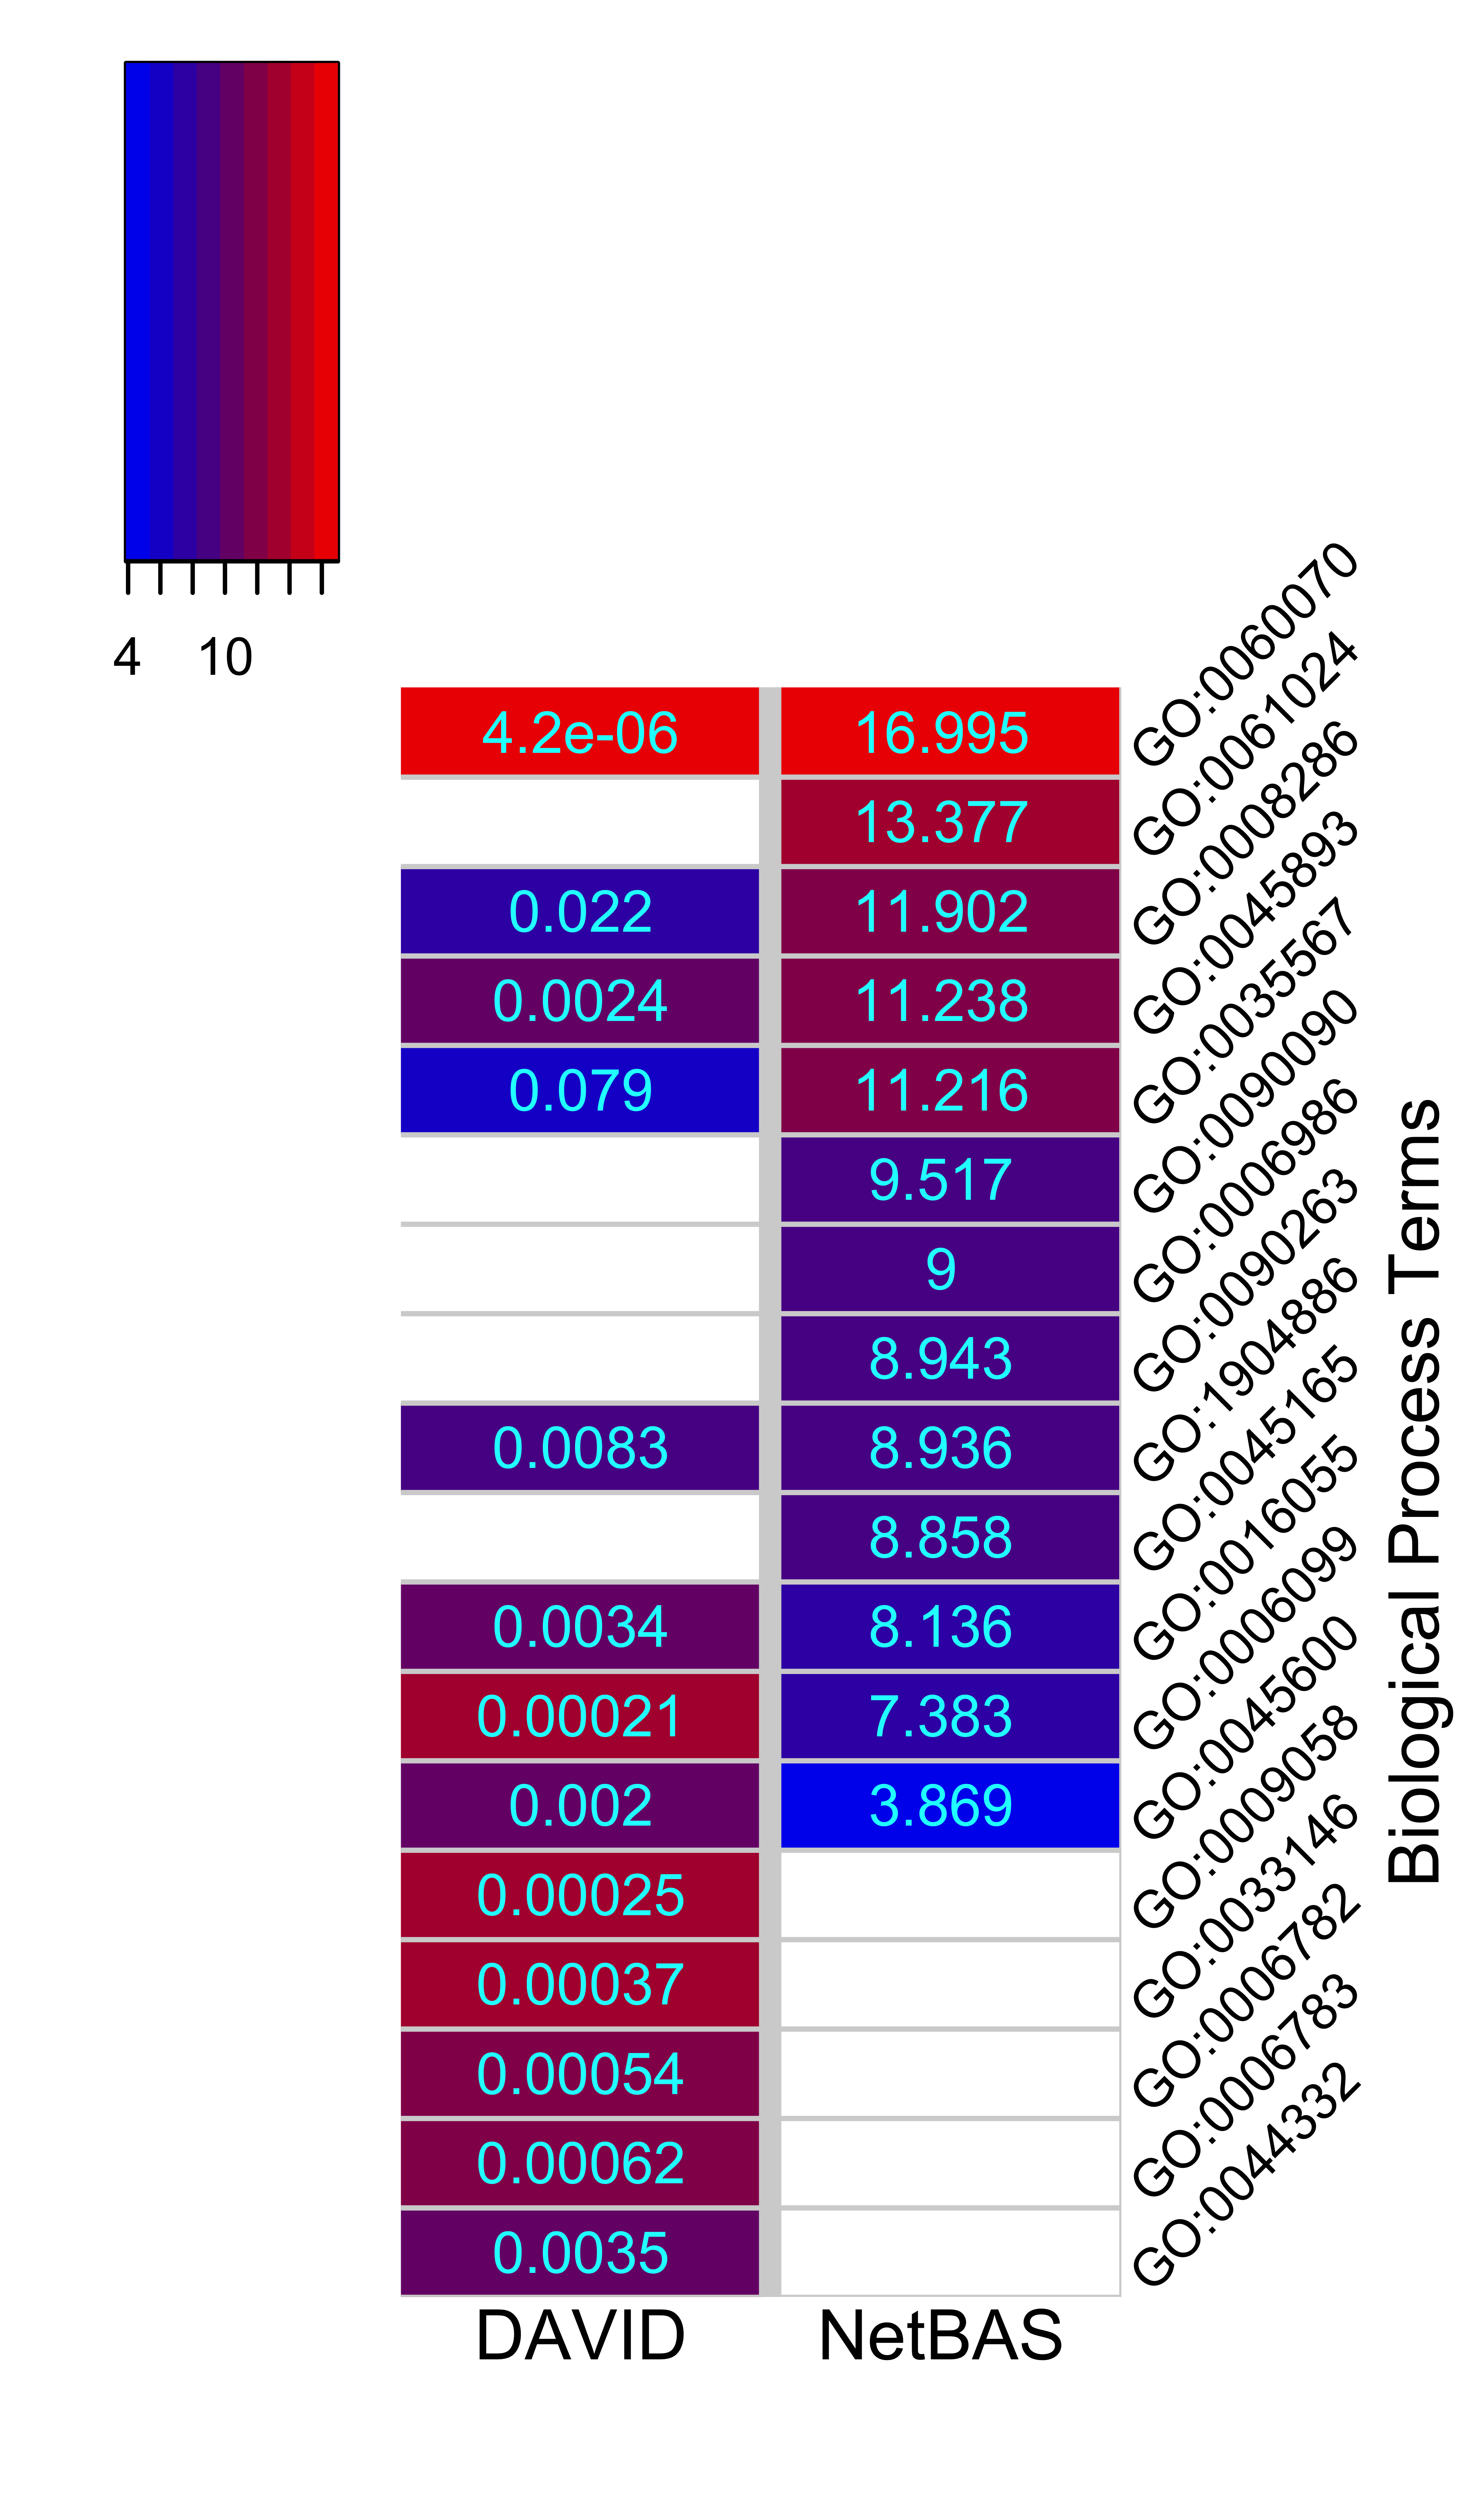 4 10
4.2e-06 16.995 GO:0060070
13.377 GO:0061024
0.022 11.902 GO:0008286
0.0024 11.238 GO:0045893
0.079 11.216 GO:0035567
9.517 GO:0090090
9 GO:0006986
8.943 GO:0090263
0.0083 8.936 GO:1904886
8.858 GO:0045165
0.0034 8.136 GO:0016055
0.00021 7.383 GO:0006099
0.002 3.869 GO:0045600
0.00025 GO:0009058
0.00037 GO:0033146
0.00054 GO:0006782
0.00062 GO:0006783
0.0035 GO:0044332
DAVID NetBAS
Biological Process Terms